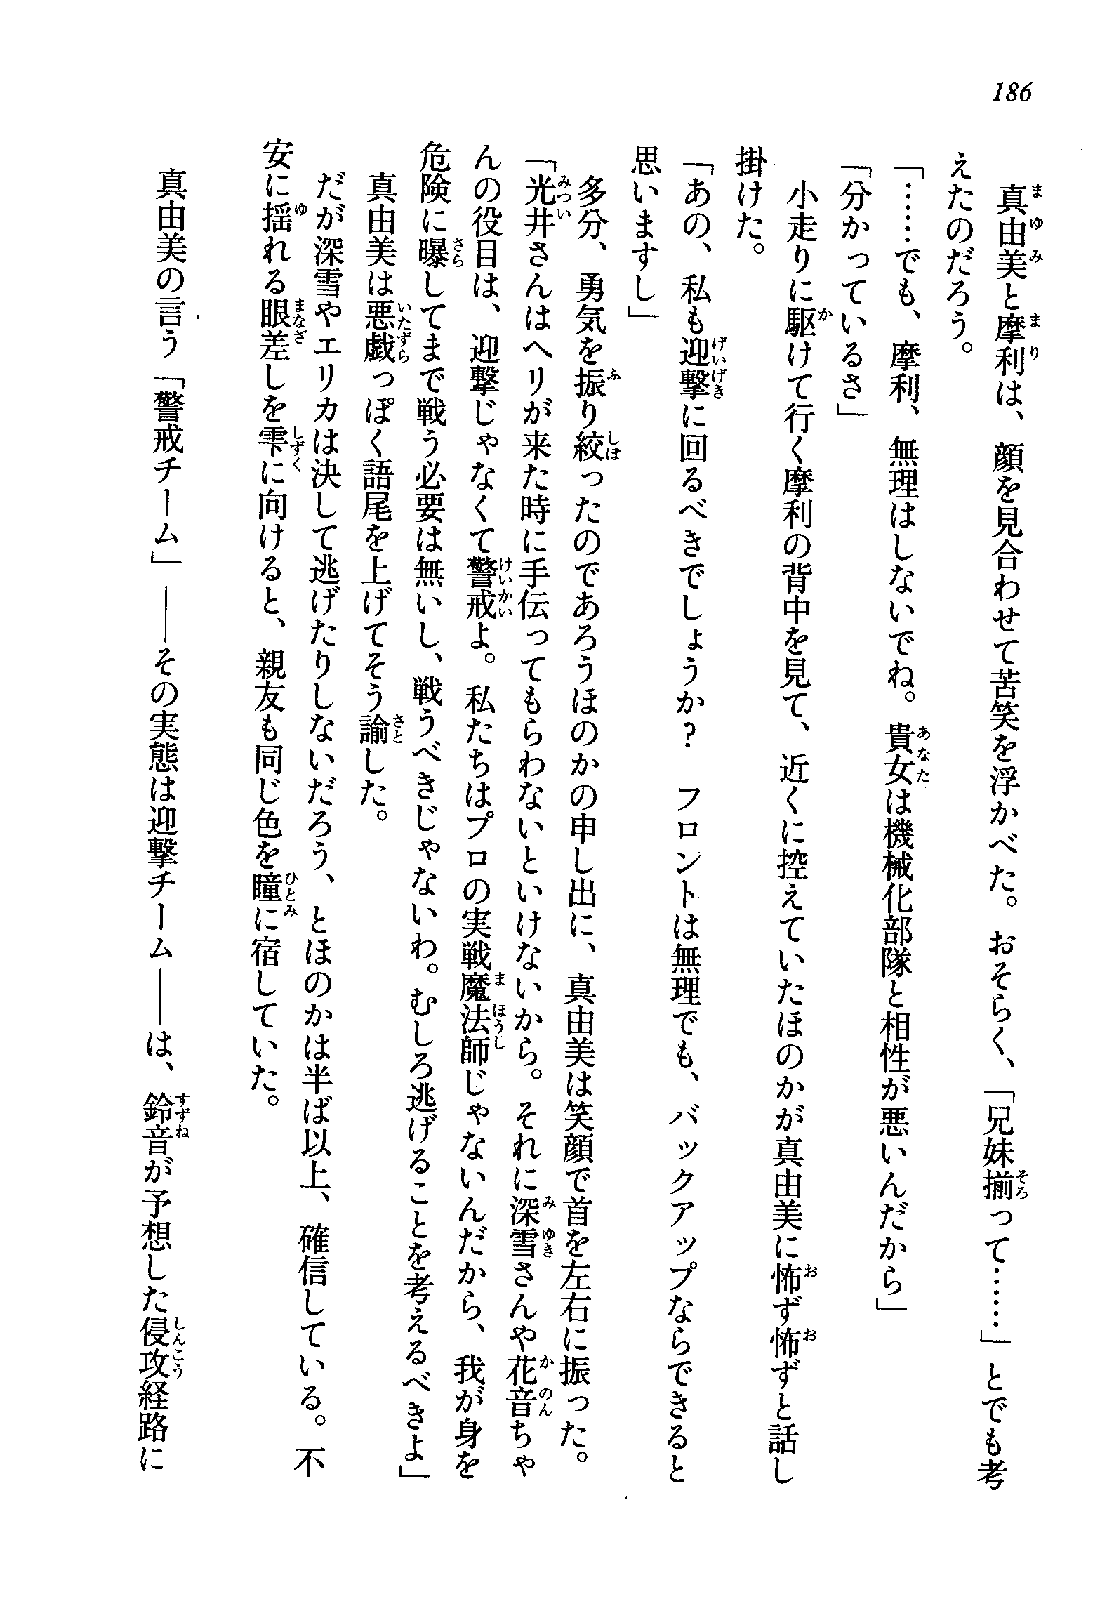 186
真由美と摩利は、顔を見合わせて苦笑を浮かべた。おそらく、「兄妹揃って……」とでも考
えたのだろう。
「……でも、摩利、無理はしないでね。貴女は機械化部隊と相性が悪いんだから」
「分かっているさ」
小走りに駆けて行く摩利の背中を見て、近くに控えていたほのかが真由美に怖ず怖ずと話し
掛けた。
「あの、私も迎撃に回るべきでしょうか？　フロントは無理でも、バックアップならできると
思いますし」
多分、勇気を振り絞ったのであろうほのかの申し出に、真由美は笑顔で首を左右に振った。
「光井さんはヘリが来た時に手伝ってもらわないといけないから。それに深雪さんや花音ちゃ
んの役目は、迎撃じゃなくて警戒よ。私たちはプロの実戦魔法師じゃないんだから、我が身を
危険に曝してまで戦う必要は無いし、戦うべきじゃないわ。むしろ逃げることを考えるべきよ」
真由美は悪戯っぽく語尾を上げてそう諭した。
だが深雪やエリカは決して逃げたりしないだろう、とほのかは半ば以上、確信している。不
安に揺れる眼差しを雫に向けると、親友も同じ色を瞳に宿していた。
真由美の言う「警戒チーム」――その実態は迎撃チーム――は、鈴音が予想した侵攻経路に